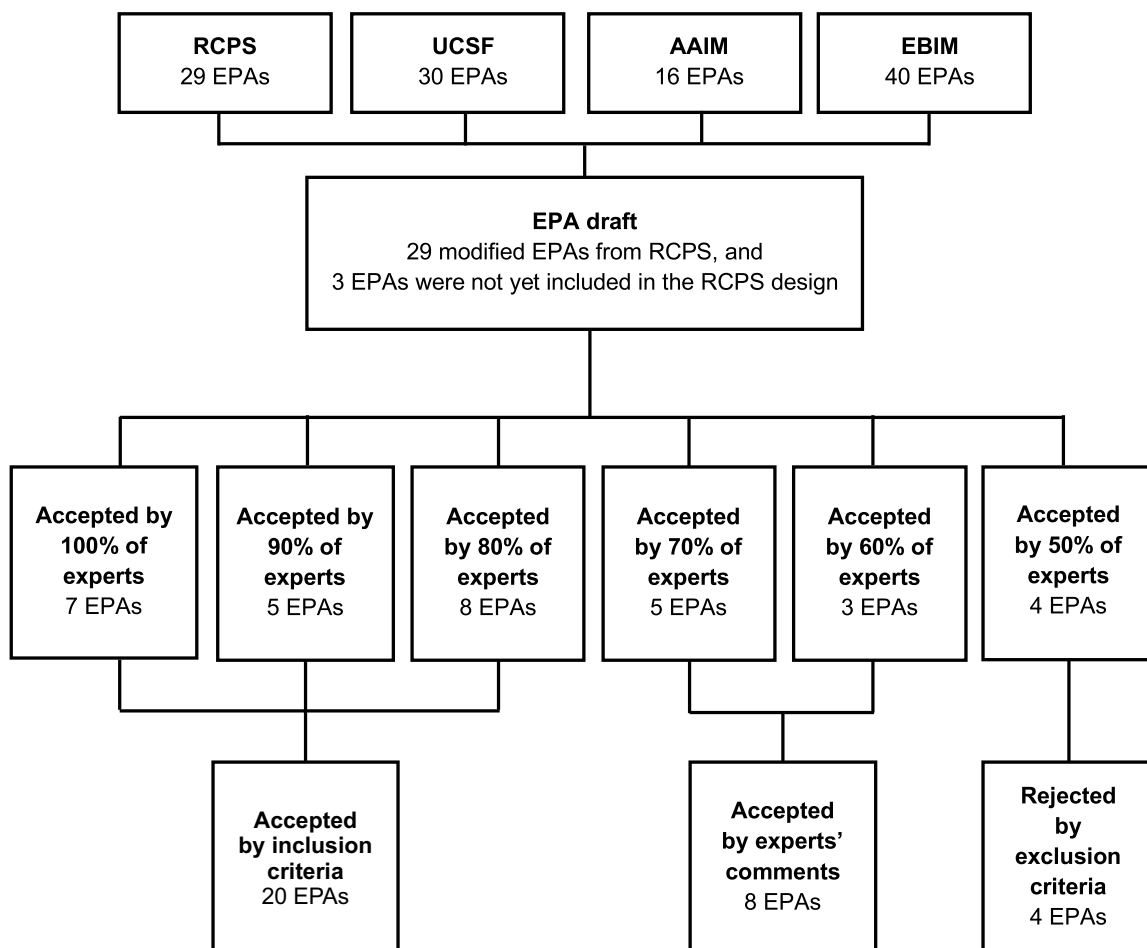 RCPS
29 EPAs
UCSF
30 EPAs
AAIM
16 EPAs
EBIM
40 EPAs
EPA draft
29 modified EPAs from RCPS, and
3 EPAs were not yet included in the RCPS design
Accepted by
100% of
experts
7 EPAs
Accepted by
90% of
experts
5 EPAs
Accepted
by 80% of
experts
8 EPAs
Accepted
by 70% of
experts
5 EPAs
Accepted
by 60% of
experts
3 EPAs
Accepted
by 50% of
experts
4 EPAs
Accepted
by inclusion
criteria
20 EPAs
Accepted
by experts’
comments
8 EPAs
Rejected
by
exclusion
criteria
4 EPAs